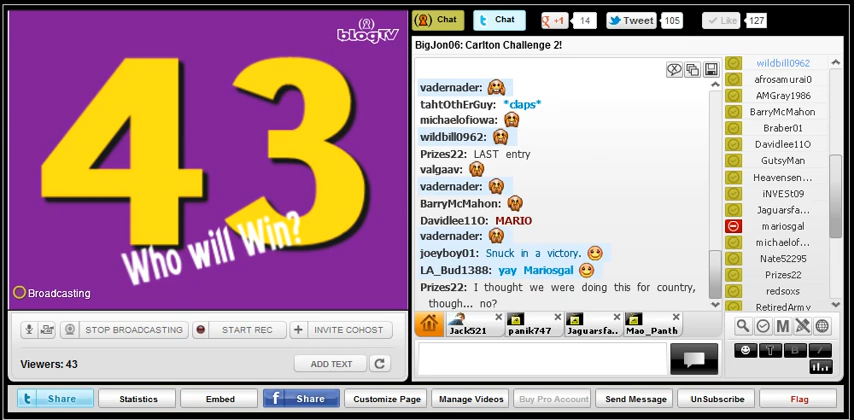 blogTV
43
Who will Win?
Broadcasting
STOP BROADCASTING
START REC
INVITE COHOST
Viewers: 43
ADD TEXT
Chat
Chat
+1
14
Tweet
105
Like
127
BigJon06: Carlton Challenge 2!
vadernader:
tahtOthErGuy: *claps*
michaelofiowa:
wildbill0962:
Prizes22: LAST entry
valgaav:
vadernader:
BarryMcMahon:
Davidlee11O: MARIO
vadernader:
joeyboy01: Snuck in a victory.
LA_Bud1388: yay Mariosgal
Prizes22: I thought we were doing this for country,
though... no?
Jack521
panik747
Jaguarsfa..
Mao_Panth
wildbill0962
afrosamurai0
AMGray1986
BarryMcMahon
Braber01
Davidlee11O
GutsyMan
Heavensen...
iNYESt09
Jaguarsfa...
mariosgal
michaelof...
Nate52295
Prizes22
redsoxs
RetiredArmy
M
T
B
Share
Statistics
Embed
Share
Customize Page
Manage Videos
Buy Pro Account
Send Message
UnSubscribe
Flag